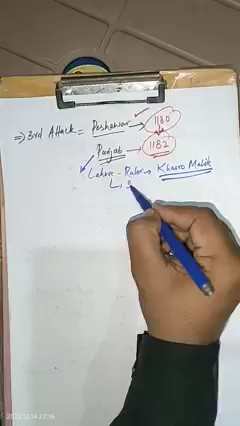 ⇒ 3rd Attack = Peshawar → 1180
Punjab → 1182
Lahore - Ruler → Khusro Malik
L, S
2022/12/14 22:16